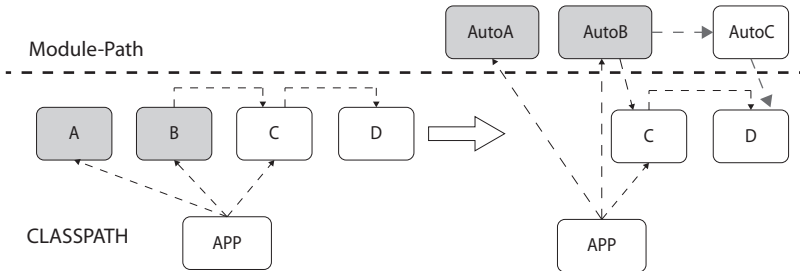 AutoA AutoB AutoC
Module-Path
A B C D C D
CLASSPATH APP APP